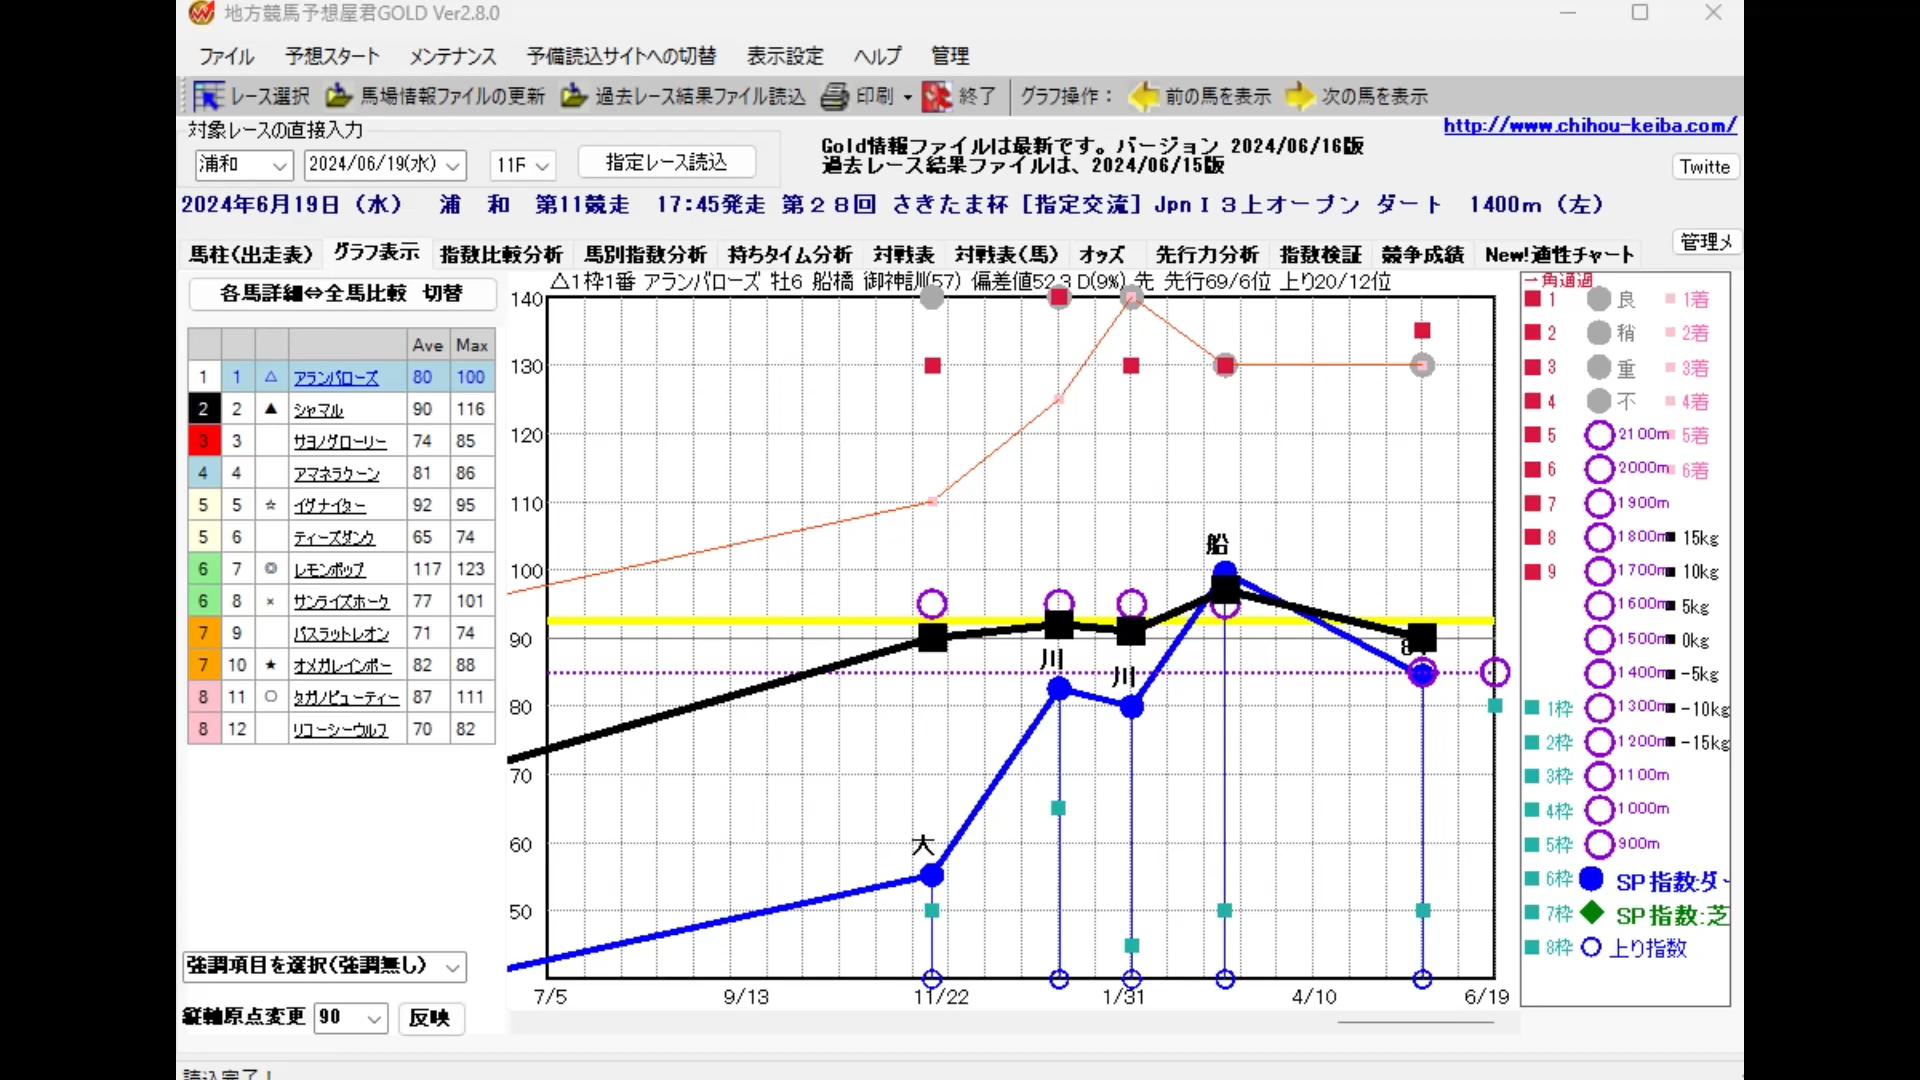 地方競馬予想屋君GOLD Ver2.8.0
ファイル 予想スタート メンテナンス 予備読込サイトへの切替 表示設定 ヘルプ 管理
レース選択 馬場情報ファイルの更新 過去レース結果ファイル読込 印刷 終了 グラフ操作： 前の馬を表示 次の馬を表示
対象レースの直接入力
http://www.chihou-keiba.com/
浦和 2024/06/19(水) 11F 指定レース読込
Gold情報ファイルは最新です。バージョン 2024/06/16版
過去レース結果ファイルは、2024/06/15版
Twitte
2024年6月19日（水） 浦 和 第11競走 17:45発走 第２８回 さきたま杯［指定交流］JpnⅠ３上オープン ダート 1400m（左）
管理メ
馬柱(出走表) グラフ表示 指数比較分析 馬別指数分析 持ちタイム分析 対戦表 対戦表(馬) オッズ 先行力分析 指数検証 競争成績 New!適性チャート
△1枠1番 アランバローズ 牡6 船橋 御神本訓(57) 偏差値52.3 D(9%) 先 先行69/6位 上り20/12位
各馬詳細⇔全馬比較 切替
Ave Max
1 1 △ アランバローズ 80 100
2 2 ▲ シャマル 90 116
3 3 サヨノグローリー 74 85
4 4 アマネラクーン 81 86
5 5 ☆ イグナイター 92 95
5 6 ティーズダンク 65 74
6 7 ◎ レモンポップ 117 123
6 8 × サンライズホーク 77 101
7 9 バスラットレオン 71 74
7 10 ★ オメガレインボー 82 88
8 11 ○ タガノビューティー 87 111
8 12 リコーシーウルフ 70 82
強調項目を選択(強調無し)
縦軸原点変更 90 反映
140
130
120
110
100
90
80
70
60
50
船
川
川
大
7/5 9/13 11/22 1/31 4/10 6/19
一角通過
1 良 1着
2 稍 2着
3 重 3着
4 不 4着
5 2100m 5着
6 2000m 6着
7 1900m
8 1800m 15kg
9 1700m 10kg
1600m 5kg
1500m 0kg
1400m -5kg
1枠 1300m -10kg
2枠 1200m -15kg
3枠 1100m
4枠 1000m
5枠 900m
6枠 SP指数:ダ
7枠 SP指数:芝
8枠 上り指数
読込完了！